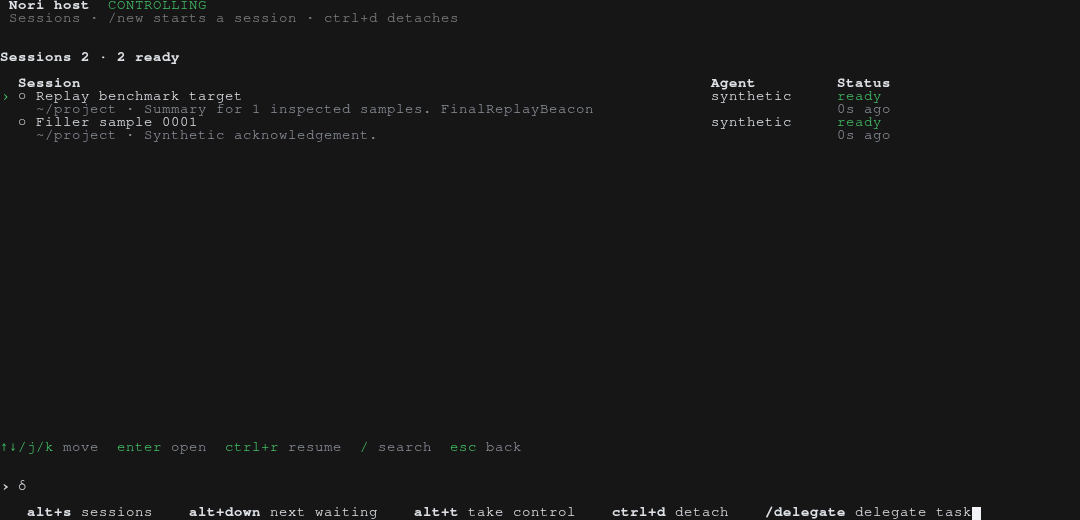 Nori host  CONTROLLING
Sessions · /new starts a session · ctrl+d detaches
Sessions 2 · 2 ready
Session  Agent  Status
› ○ Replay benchmark target  synthetic  ready
~/project · Summary for 1 inspected samples. FinalReplayBeacon  0s ago
○ Filler sample 0001  synthetic  ready
~/project · Synthetic acknowledgement.  0s ago
↑↓/j/k move  enter open  ctrl+r resume  / search  esc back
› δ
alt+s sessions  alt+down next waiting  alt+t take control  ctrl+d detach  /delegate delegate task